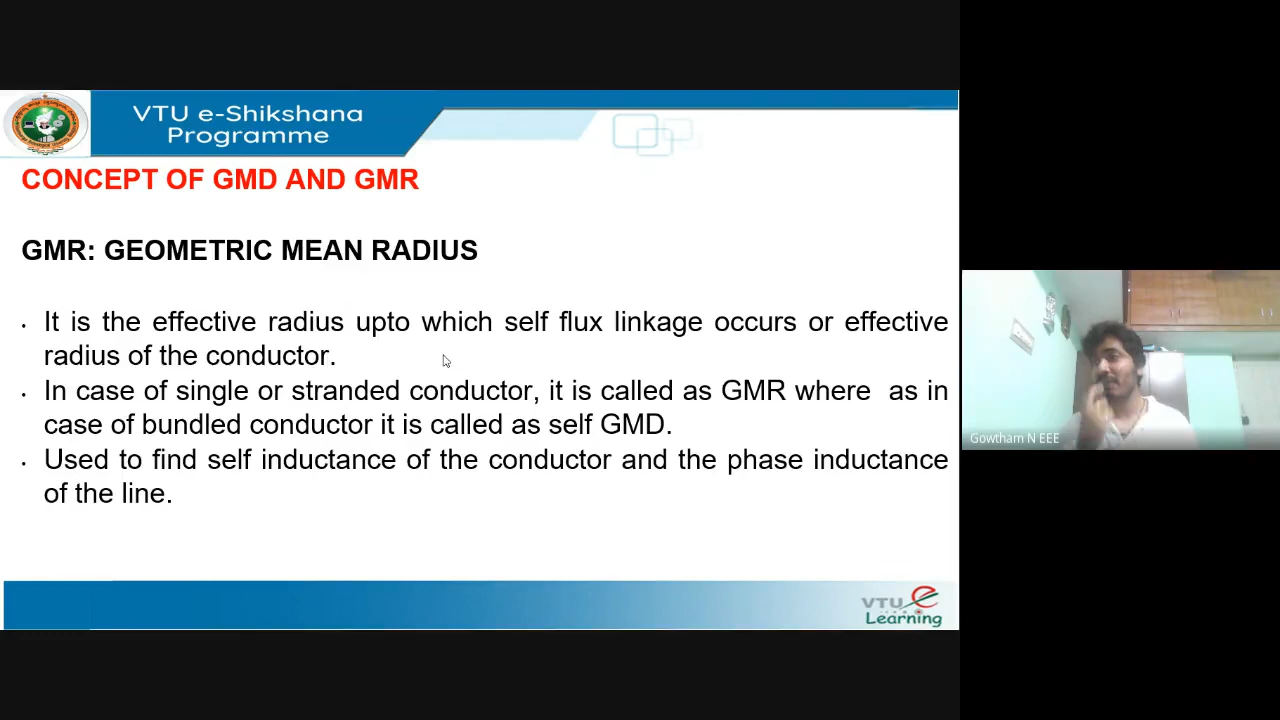 VTU e-Shikshana
Programme
CONCEPT OF GMD AND GMR
GMR: GEOMETRIC MEAN RADIUS
• It is the effective radius upto which self flux linkage occurs or effective
radius of the conductor.
• In case of single or stranded conductor, it is called as GMR where as in
case of bundled conductor it is called as self GMD.
• Used to find self inductance of the conductor and the phase inductance
of the line.
Gowtham N EEE
VTU e
Learning